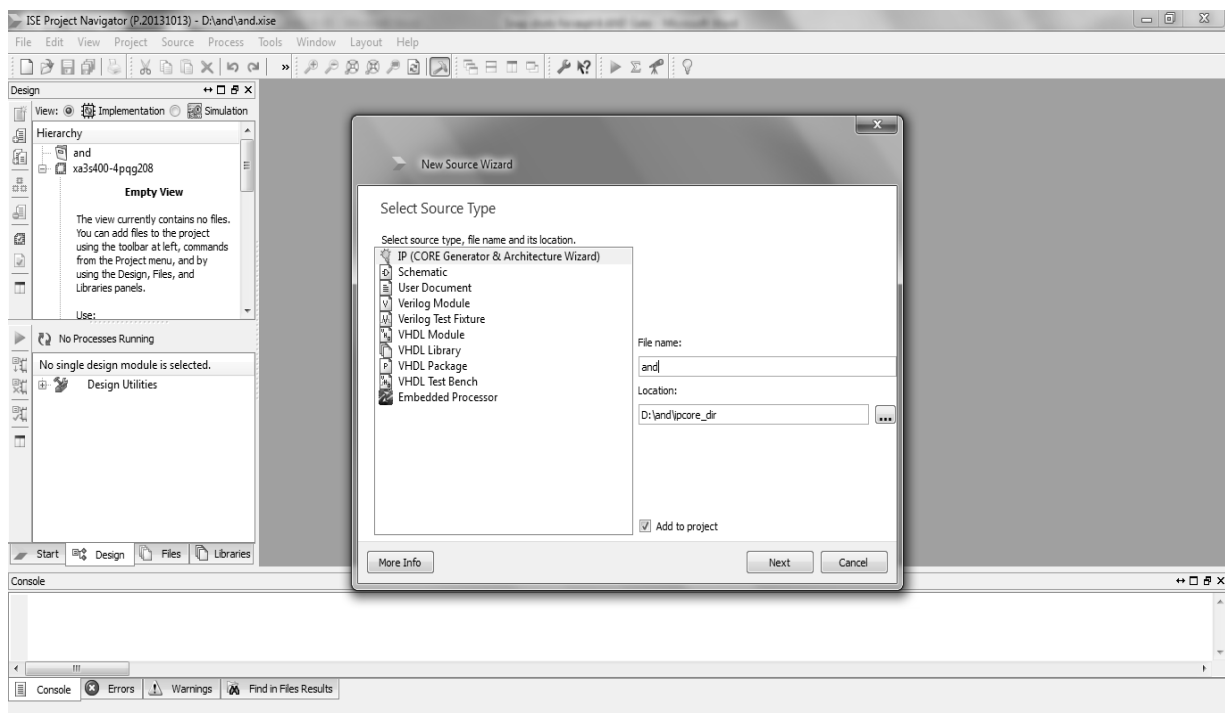 ISE Project Navigator (P.20131013) - D:\and\and.xise
File Edit View Project Source Process Tools Window Layout Help
Design
View: Implementation Simulation
Hierarchy
and
xa3s400-4pqg208
Empty View
The view currently contains no files.
You can add files to the project
using the toolbar at left, commands
from the Project menu, and by
using the Design, Files, and
Libraries panels.
Use:
No Processes Running
No single design module is selected.
Design Utilities
Start Design Files Libraries
New Source Wizard
Select Source Type
Select source type, file name and its location.
IP (CORE Generator & Architecture Wizard)
Schematic
User Document
Verilog Module
Verilog Test Fixture
VHDL Module
VHDL Library
VHDL Package
VHDL Test Bench
Embedded Processor
File name:
and
Location:
D:\and\ipcore_dir
...
Add to project
More Info Next Cancel
Console
Console Errors Warnings Find in Files Results